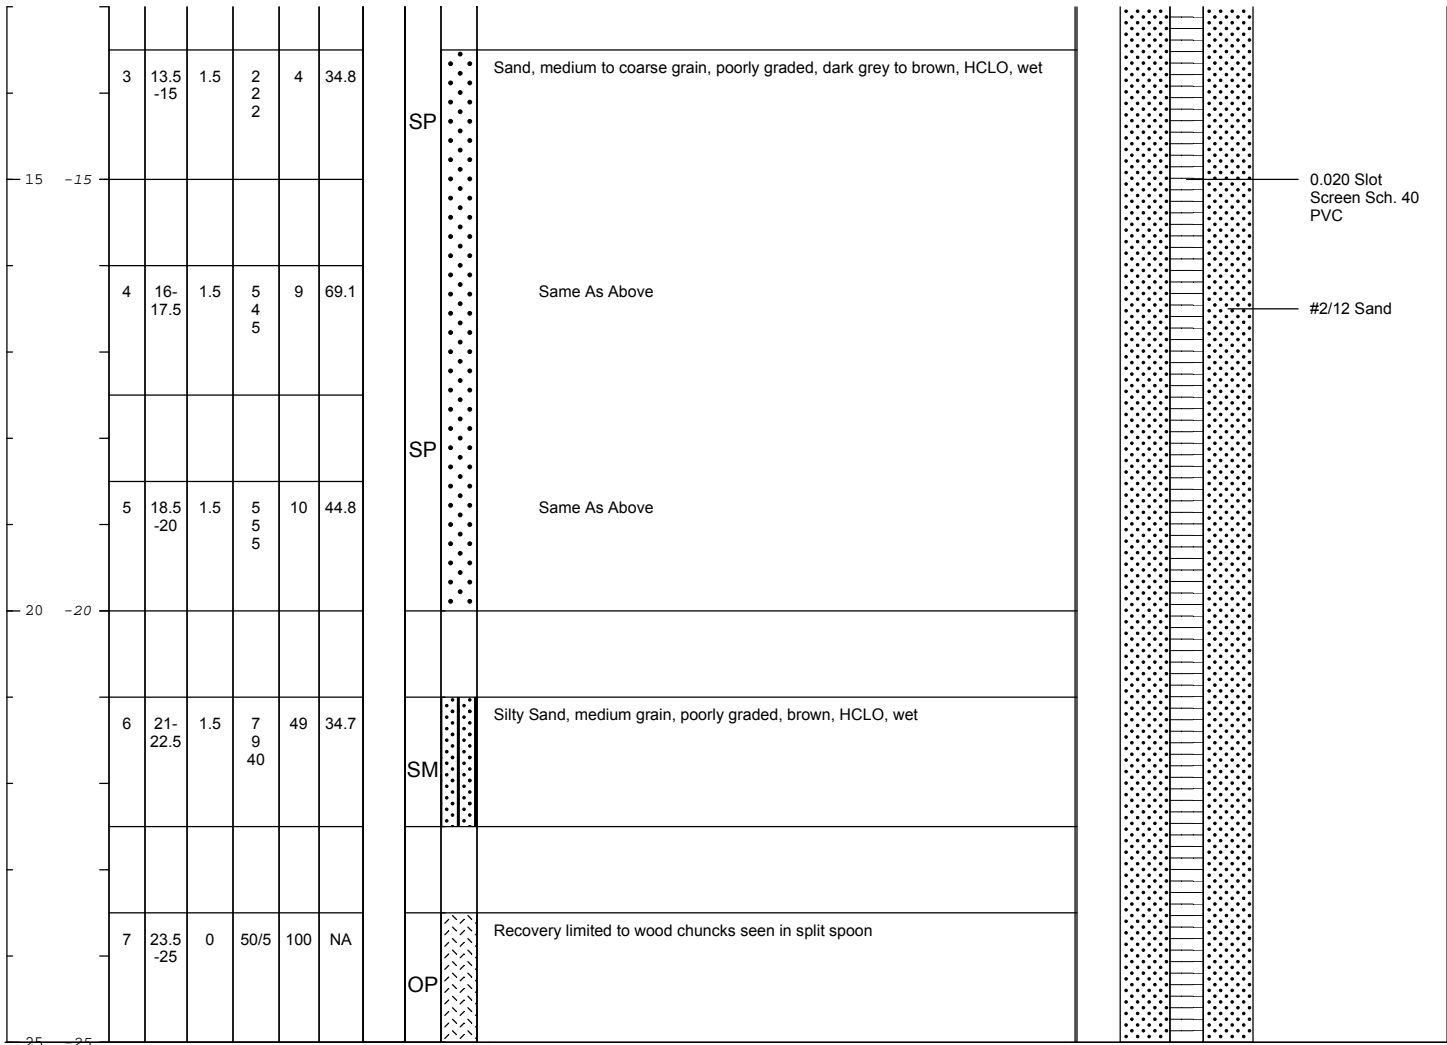 3 13.5 1.5 2 4 34.8 Sand, medium to coarse grain, poorly graded, dark grey to brown, HCLO, wet
-15 2
2
SP
15 -15 0.020 Slot
Screen Sch. 40
PVC
4 16- 1.5 5 9 69.1 Same As Above
17.5 4 #2/12 Sand
5
SP
5 18.5 1.5 5 10 44.8 Same As Above
-20 5
5
20 -20
6 21- 1.5 7 49 34.7 Silty Sand, medium grain, poorly graded, brown, HCLO, wet
22.5 9
40
SM
7 23.5 0 50/5 100 NA Recovery limited to wood chuncks seen in split spoon
-25
OP
25 -25